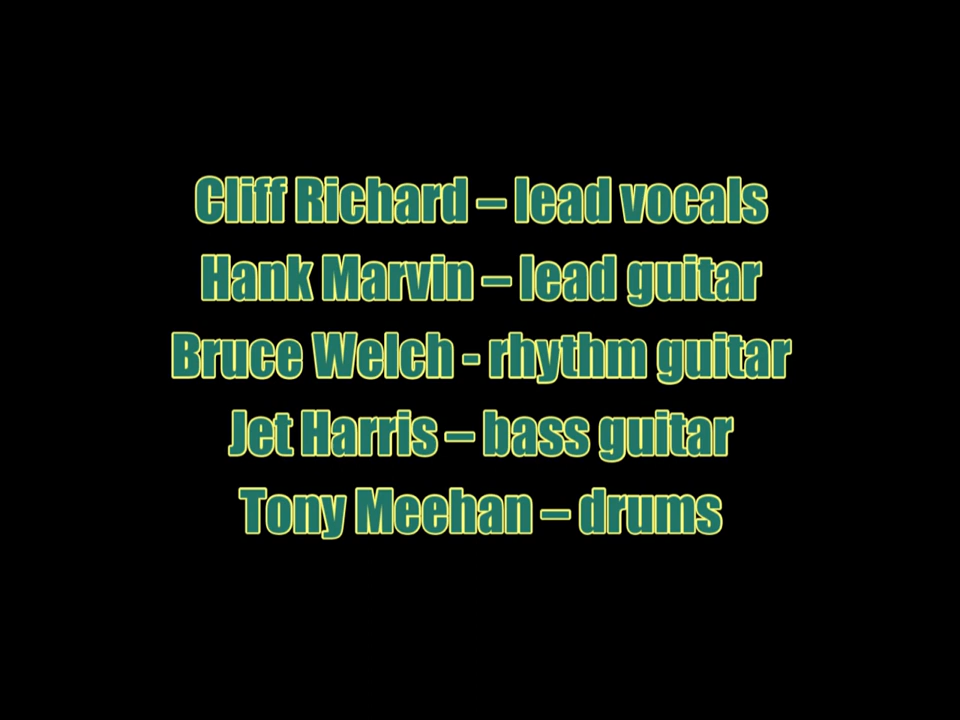 Cliff Richard – lead vocals
Hank Marvin – lead guitar
Bruce Welch - rhythm guitar
Jet Harris – bass guitar
Tony Meehan – drums